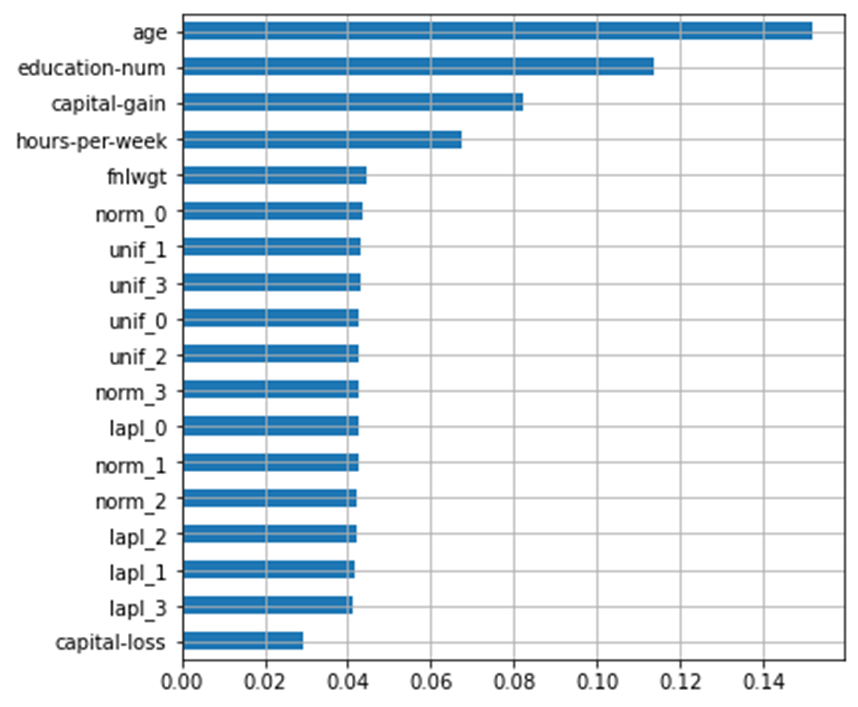 age
education-num
capital-gain
hours-per-week
fnlwgt
norm_0
unif_1
unif_3
unif_0
unif_2
norm_3
lapl_0
norm_1
norm_2
lapl_2
lapl_1
lapl_3
capital-loss
0.00 0.02 0.04 0.06 0.08 0.10 0.12 0.14